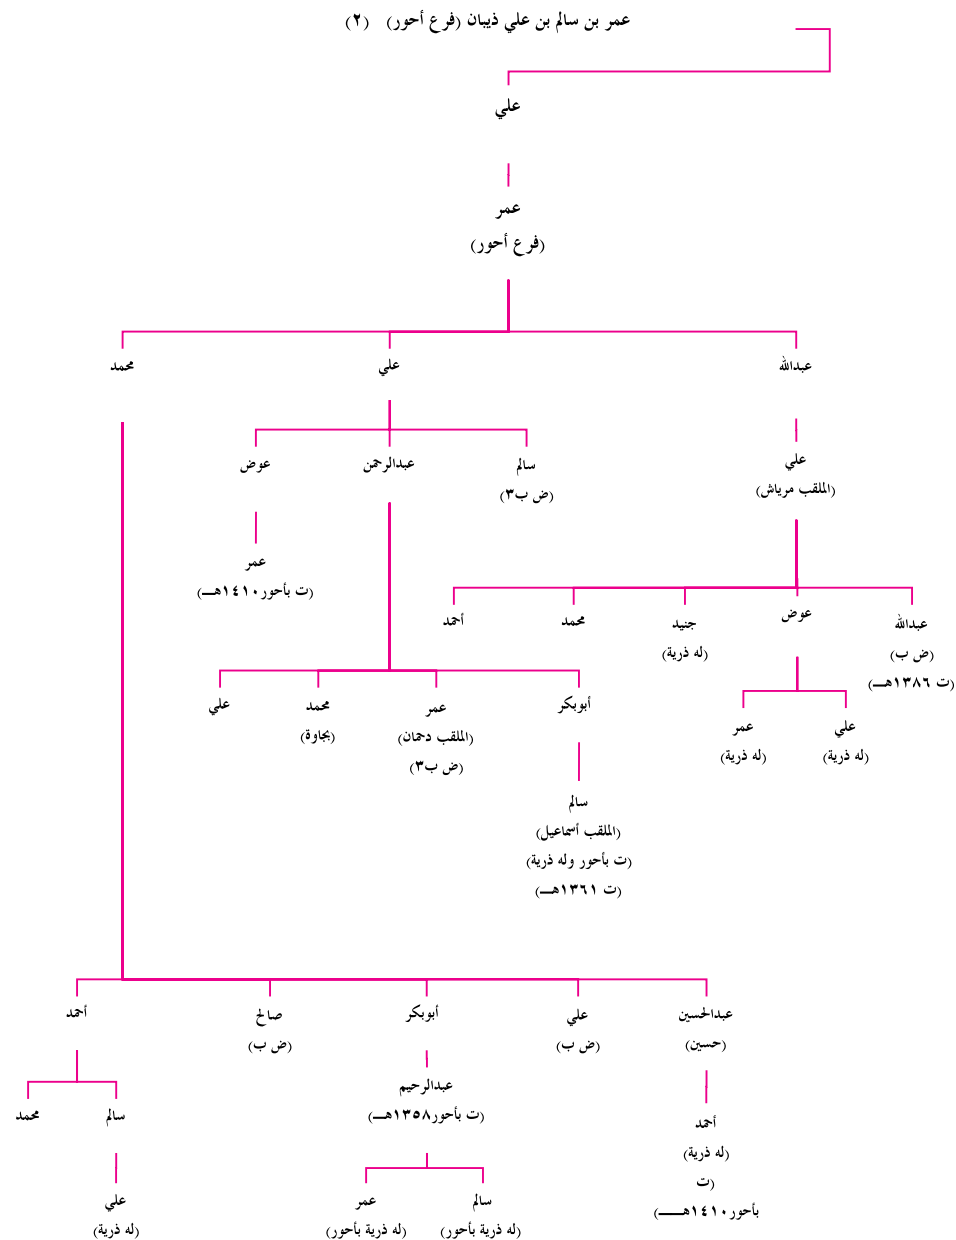 عمر بن سالم بن علي ذيبان (فرع أحور) (٢)
علي
عمر
(فرع أحور)
عبدالله
علي
محمد
علي
(الملقب مرياش)
سالم
(ض ب٣)
عبدالرحمن
عوض
عمر
(ت بأحور١٤١٠هـ)
عبدالله
(ض ب)
(ت ١٣٨٦هـ)
عوض
جنيد
(له ذرية)
محمد
أحمد
علي
(له ذرية)
عمر
(له ذرية)
أبوبكر
عمر
(الملقب دحمان)
(ض ب٣)
محمد
(بجاوة)
علي
سالم
(الملقب أسماعيل)
(ت بأحور وله ذرية)
(ت ١٣٦١هـ)
عبدالحسين
(حسين)
علي
(ض ب)
أبوبكر
صالح
(ض ب)
أحمد
أحمد
(له ذرية)
(ت
بأحور١٤١٠هـ)
عبدالرحيم
(ت بأحور١٣٥٨هـ)
سالم
محمد
سالم
(له ذرية بأحور)
عمر
(له ذرية بأحور)
علي
(له ذرية)